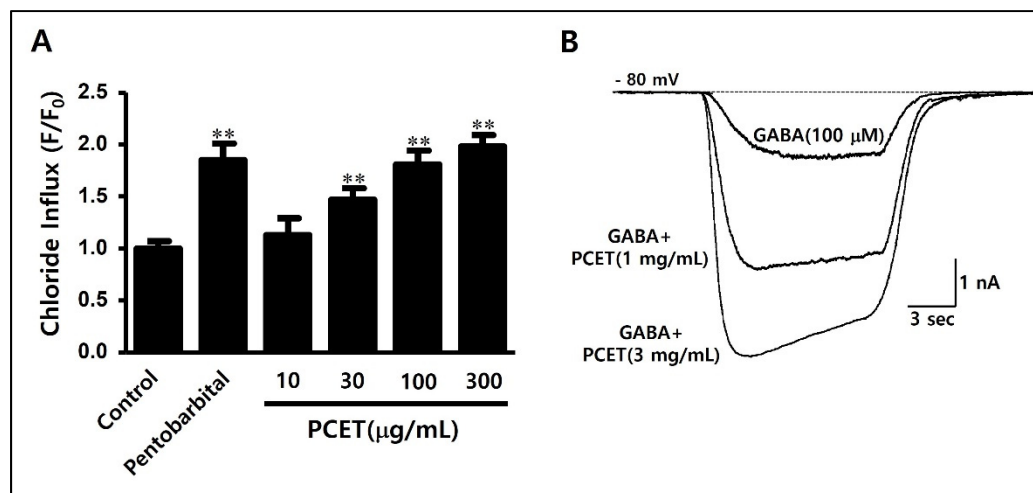 A
Chloride Influx (F/F₀)
2.5
2.0
1.5
1.0
0.5
0.0
**
**
**
**
Control
Pentobarbital
10
30
100
300
PCET(μg/mL)
B
- 80 mV
GABA(100 μM)
GABA+
PCET(1 mg/mL)
GABA+
PCET(3 mg/mL)
1 nA
3 sec